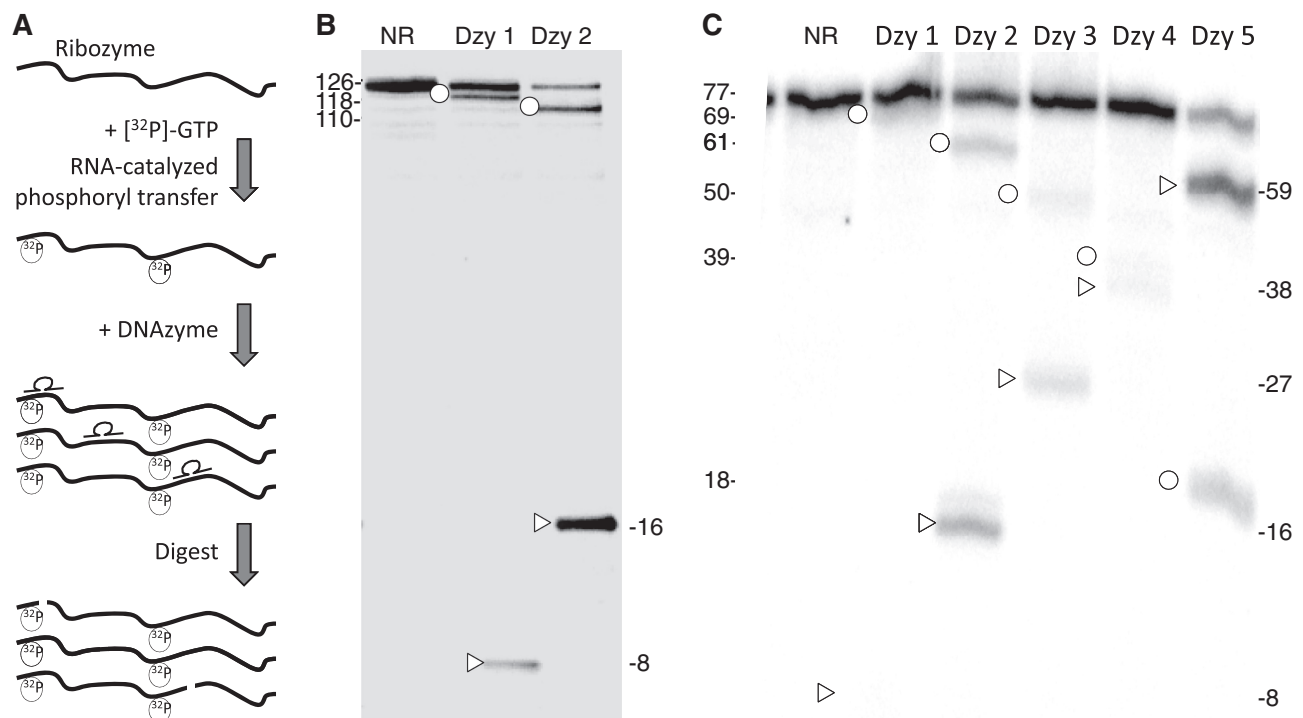 A
Ribozyme
+ [³²P]-GTP
RNA-catalyzed
phosphoryl transfer
³²P
³²P
+ DNAzyme
³²P
³²P
³²P
³²P
³²P
³²P
Digest
³²P
³²P
³²P
³²P
³²P
³²P
B
NR Dzy 1 Dzy 2
126-
118-
110-
-16
-8
C
NR Dzy 1 Dzy 2 Dzy 3 Dzy 4 Dzy 5
77-
69-
61-
50-
39-
18-
-59
-38
-27
-16
-8